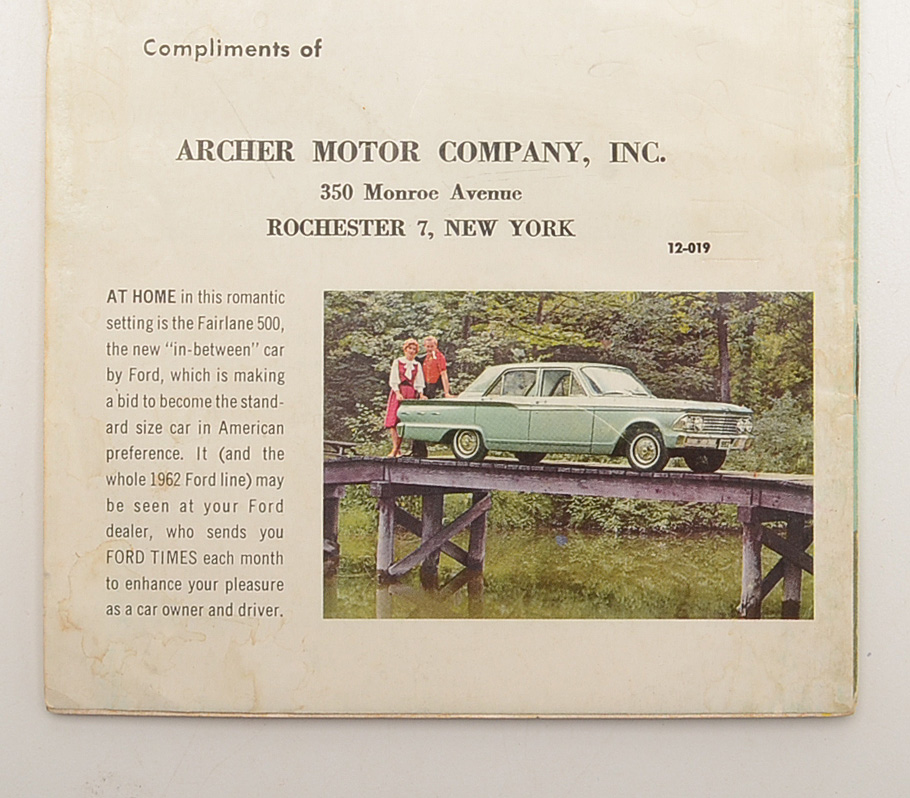 Compliments of
ARCHER MOTOR COMPANY, INC.
350 Monroe Avenue
ROCHESTER 7, NEW YORK
12-019
AT HOME in this romantic
setting is the Fairlane 500,
the new "in-between" car
by Ford, which is making
a bid to become the stand-
ard size car in American
preference. It (and the
whole 1962 Ford line) may
be seen at your Ford
dealer, who sends you
FORD TIMES each month
to enhance your pleasure
as a car owner and driver.